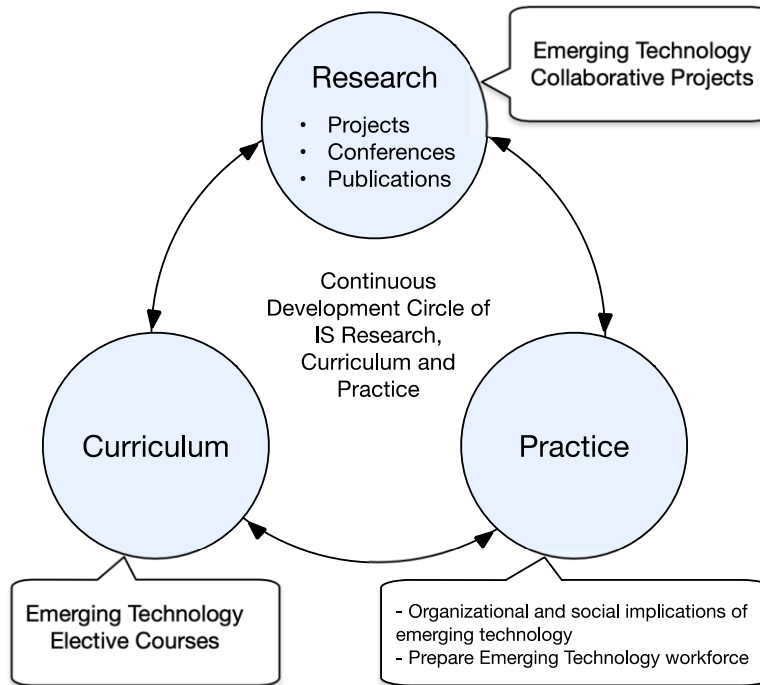 Emerging Technology
Collaborative Projects
Research
• Projects
• Conferences
• Publications
Continuous
Development Circle of
IS Research,
Curriculum and
Practice
Curriculum
Practice
Emerging Technology
Elective Courses
- Organizational and social implications of
emerging technology
- Prepare Emerging Technology workforce